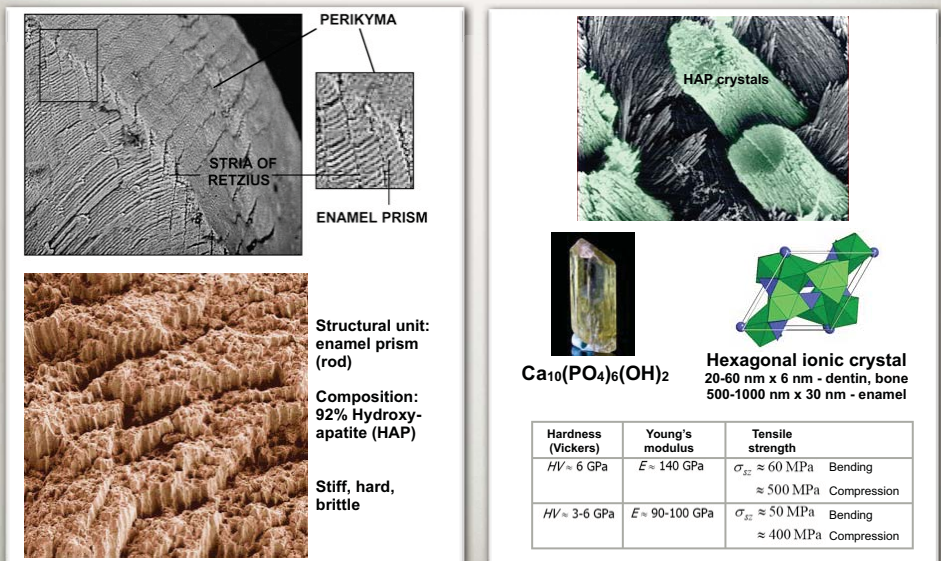 PERIKYMA
STRIA OF
RETZIUS
ENAMEL PRISM
Structural unit:
enamel prism
(rod)
Composition:
92% Hydroxy-
apatite (HAP)
Stiff, hard,
brittle
HAP crystals
Ca10(PO4)6(OH)2
Hexagonal ionic crystal
20-60 nm x 6 nm - dentin, bone
500-1000 nm x 30 nm - enamel
Hardness (Vickers) Young's modulus Tensile strength
HV ≈ 6 GPa E ≈ 140 GPa σsz ≈ 60 MPa Bending
≈ 500 MPa Compression
HV ≈ 3-6 GPa E ≈ 90-100 GPa σsz ≈ 50 MPa Bending
≈ 400 MPa Compression